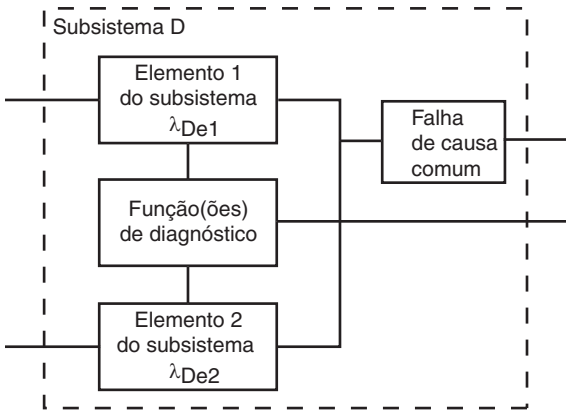 Subsistema D
Elemento 1
do subsistema
λDe1
Falha
de causa
comum
Função(ões)
de diagnóstico
Elemento 2
do subsistema
λDe2